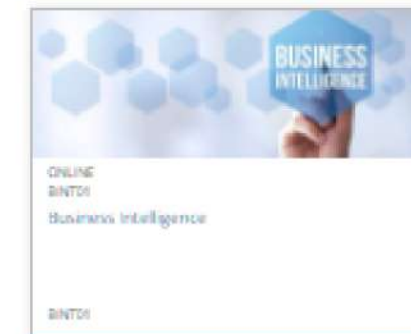 BUSINESS
INTELLIGENCE
ONLINE
BINT01
Business Intelligence
BINT01